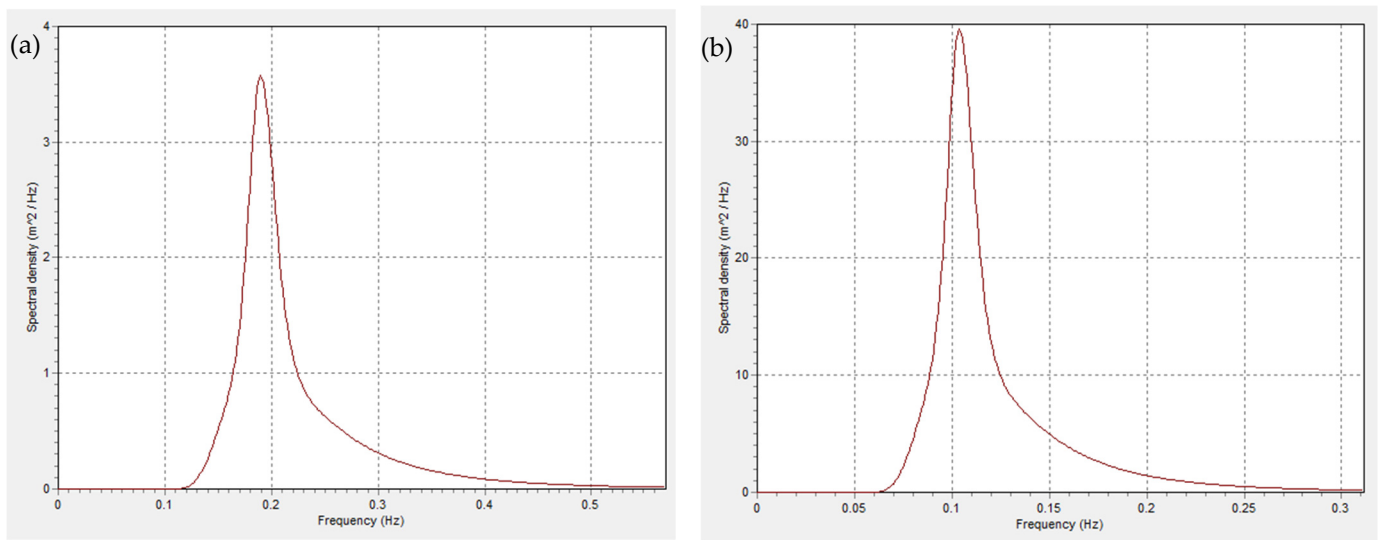 (a)
4
3
2
1
0
Spectral density (m^2 / Hz)
0 0.1 0.2 0.3 0.4 0.5
Frequency (Hz)
(b)
40
30
20
10
0
Spectral density (m^2 / Hz)
0 0.05 0.1 0.15 0.2 0.25 0.3
Frequency (Hz)